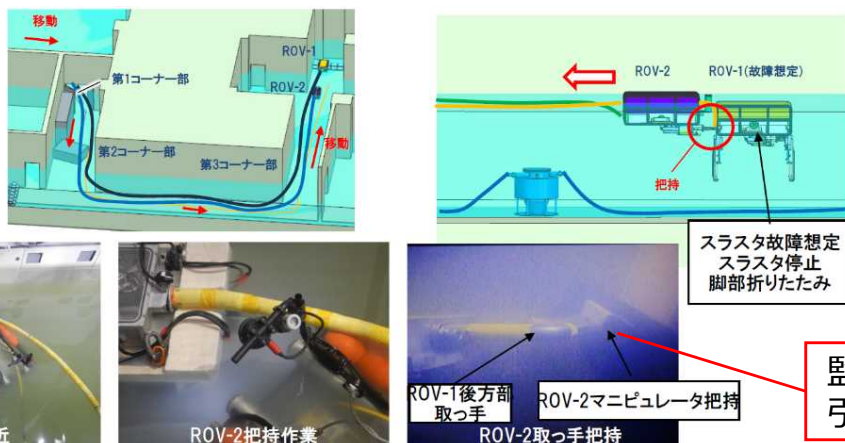 移動
ROV-1
第1コーナー部
ROV-2
第2コーナー部
第3コーナー部
移動
ROV-2
ROV-1(故障想定)
把持
スラスタ故障想定
スラスタ停止
脚部折りたたみ
近
ROV-2把持作業
ROV-1後方部
取っ手
ROV-2マニピュレータ把持
ROV-2取っ手把持
監
引